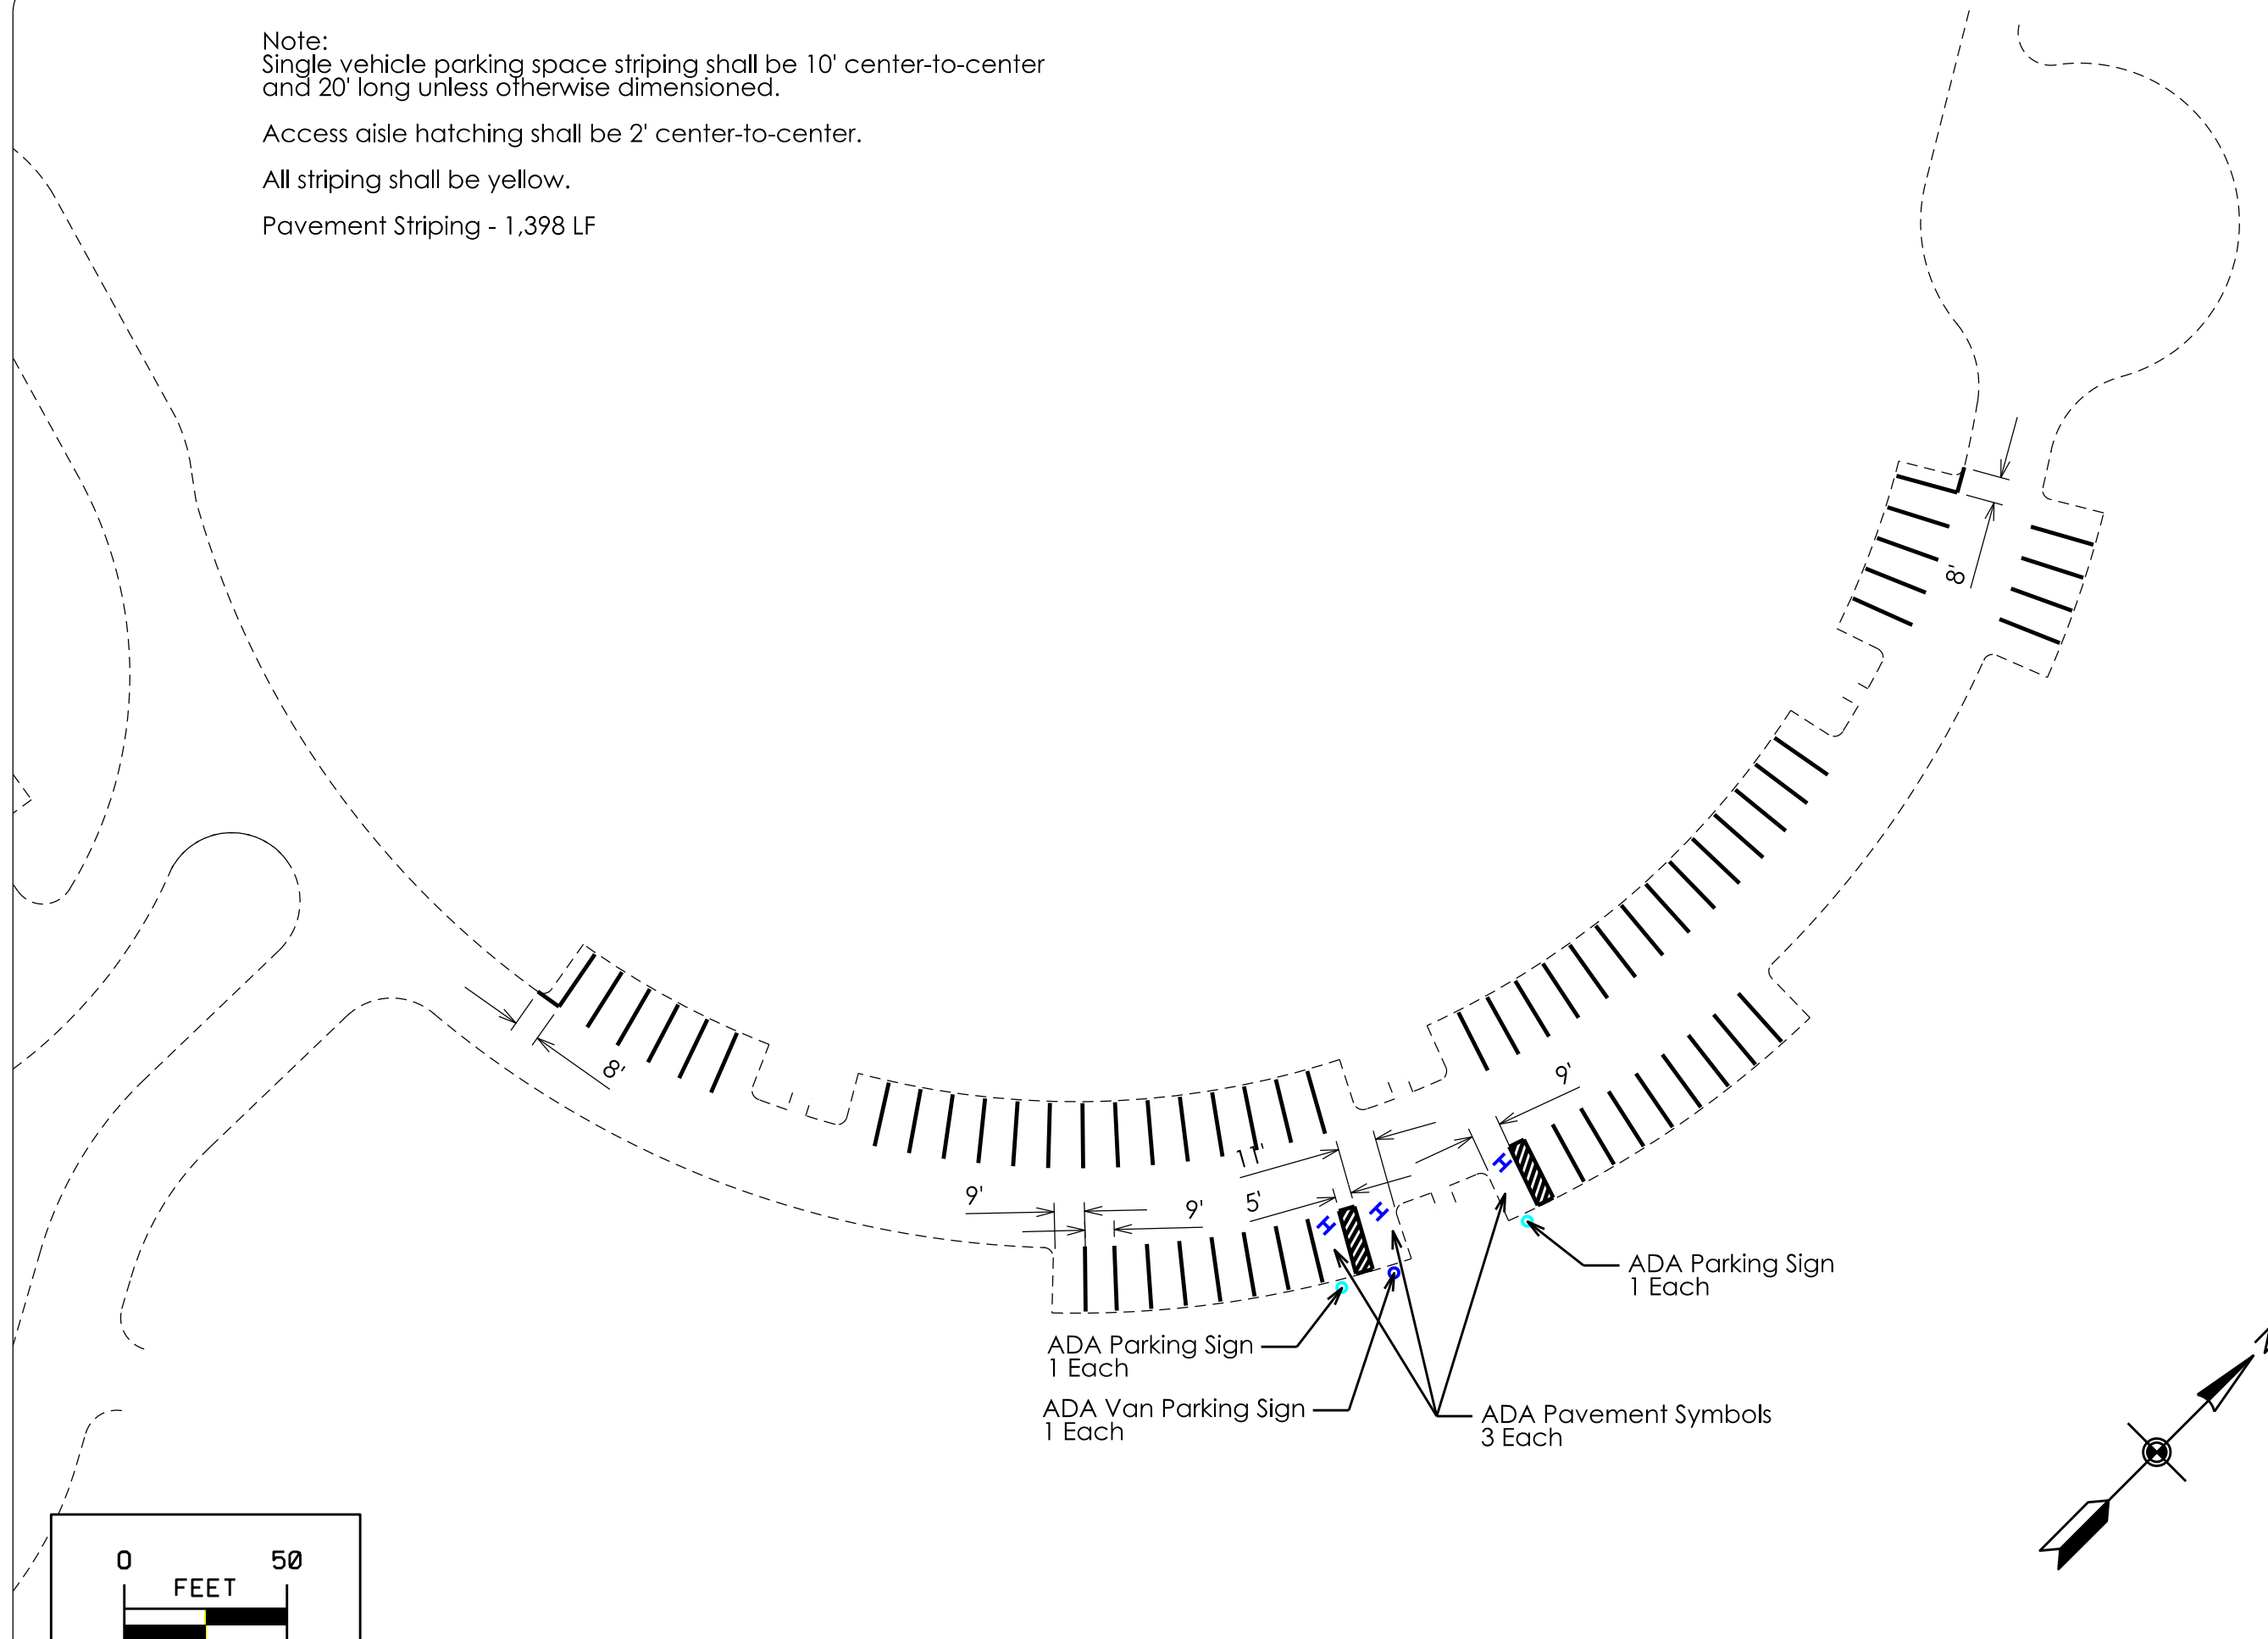 Note:
Single vehicle parking space striping shall be 10' center-to-center
and 20' long unless otherwise dimensioned.
Access aisle hatching shall be 2' center-to-center.
All striping shall be yellow.
Pavement Striping - 1,398 LF
8'
8'
9'
11'
9'
9'
5'
ADA Parking Sign
1 Each
ADA Parking Sign
1 Each
ADA Van Parking Sign
1 Each
ADA Pavement Symbols
3 Each
0 50
FEET